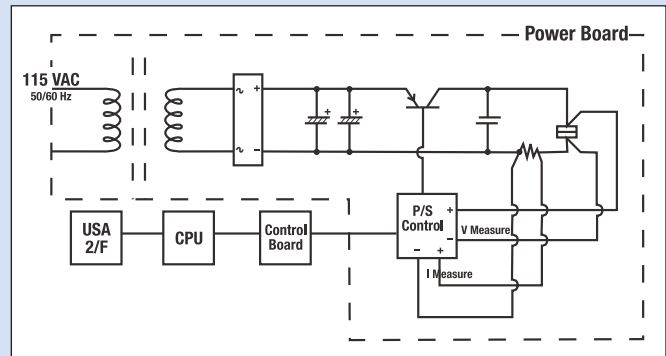 Power Board
115 VAC
50/60 Hz
~ +
~ −
+ +
P/S
Control
+
−
V Measure
− +
I Measure
USA
2/F
CPU
Control
Board